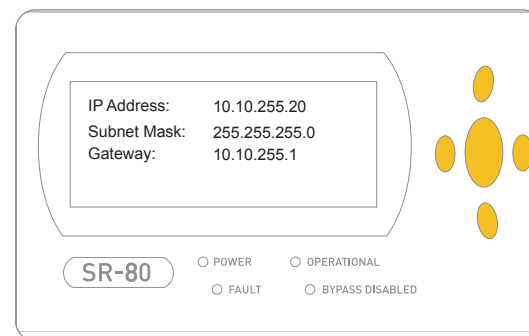 IP Address: 10.10.255.20
Subnet Mask: 255.255.255.0
Gateway: 10.10.255.1
SR-80
POWER OPERATIONAL
FAULT BYPASS DISABLED